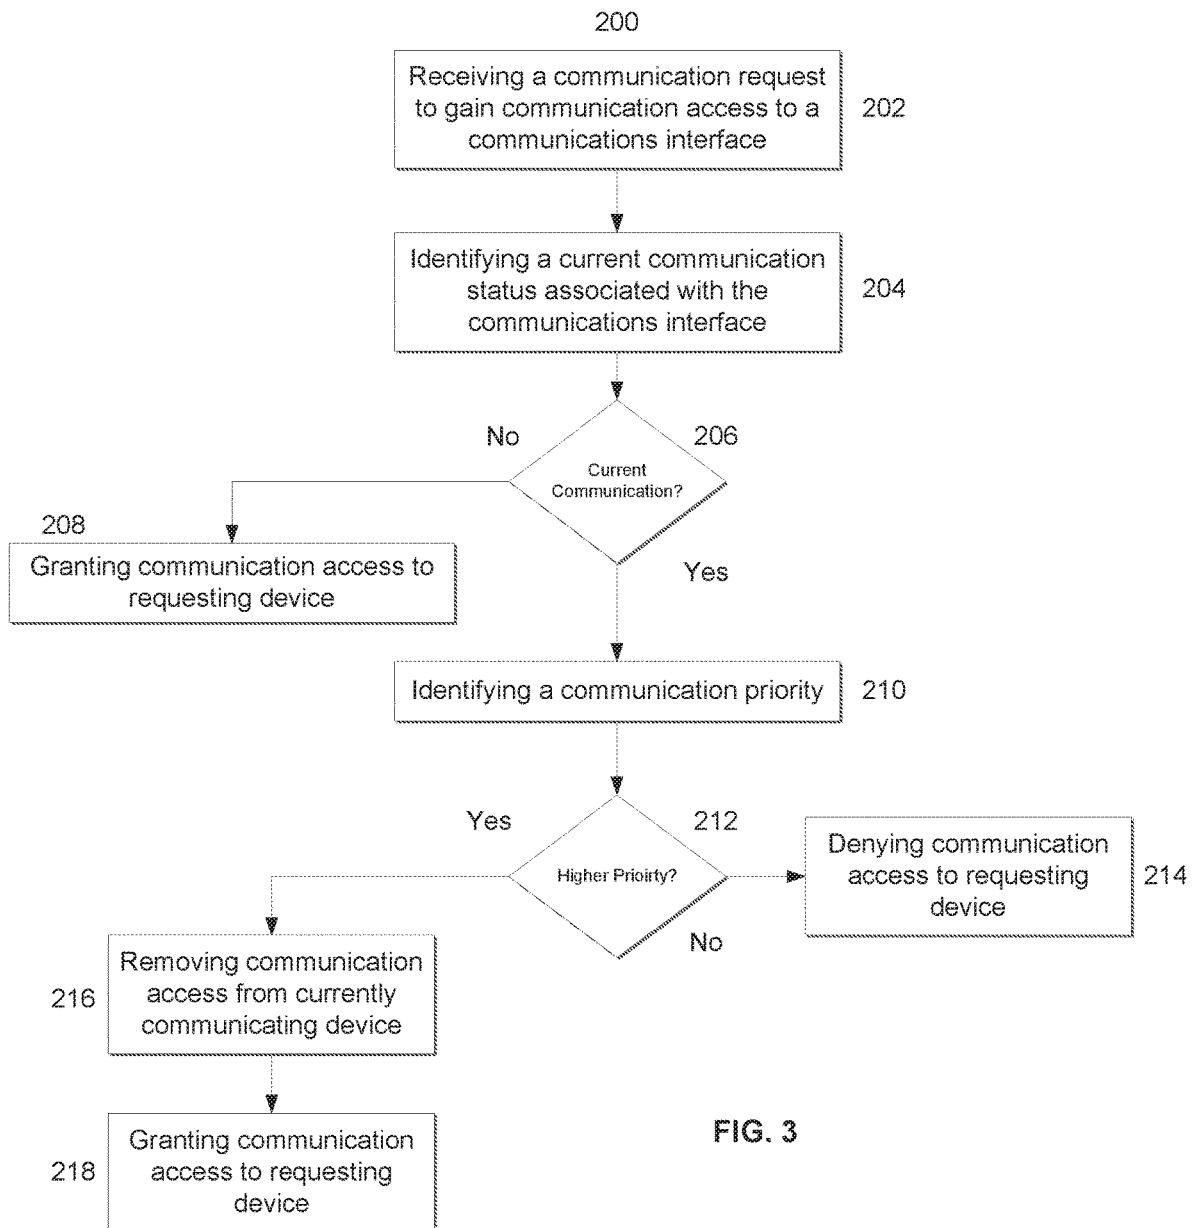 200
Receiving a communication request
to gain communication access to a
communications interface
202
Identifying a current communication
status associated with the
communications interface
204
No
206
Current
Communication?
208
Granting communication access to
requesting device
Yes
Identifying a communication priority
210
Yes
212
Higher Prioirty?
Denying communication
access to requesting
device
214
No
Removing communication
access from currently
communicating device
216
Granting communication
access to requesting
device
218
FIG. 3